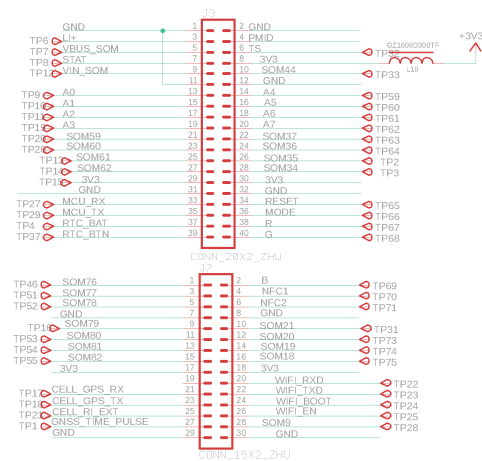 J3
GND 1 2 GND
TP6 LI+ 3 4 PMID
TP7 VBUS_SOM 5 6 TS TP32 GZ1608D300TF +3V3
TP8 STAT 7 8 3V3 L10
TP12 VIN_SOM 9 10 SOM44 TP33
11 12 GND
TP9 A0 13 14 A4 TP59
TP10 A1 15 16 A5 TP60
TP11 A2 17 18 A6 TP61
TP19 A3 19 20 A7 TP62
TP20 SOM59 21 22 SOM37 TP63
TP26 SOM60 23 24 SOM36 TP64
TP13 SOM61 25 26 SOM35 TP2
TP14 SOM62 27 28 SOM34 TP3
TP15 3V3 29 30 3V3
GND 31 32 GND
TP27 MCU_RX 33 34 RESET TP65
TP29 MCU_TX 35 36 MODE TP66
TP4 RTC_BAT 37 38 R TP67
TP37 RTC_BTN 39 40 G TP68
CONN_20X2_ZHU
J7
TP46 SOM76 1 2 B TP69
TP51 SOM77 3 4 NFC1 TP70
TP52 SOM78 5 6 NFC2 TP71
GND 7 8 GND
TP16 SOM79 9 10 SOM21 TP31
TP53 SOM80 11 12 SOM20 TP73
TP54 SOM81 13 14 SOM19 TP74
TP55 SOM82 15 16 SOM18 TP75
3V3 17 18 3V3
19 20 WIFI_RXD TP22
TP17 CELL_GPS_RX 21 22 WIFI_TXD TP23
TP18 CELL_GPS_TX 23 24 WIFI_BOOT TP24
TP21 CELL_RI_EXT 25 26 WIFI_EN TP25
TP1 GNSS_TIME_PULSE 27 28 SOM9 TP28
GND 29 30 GND
CONN_15X2_ZHU